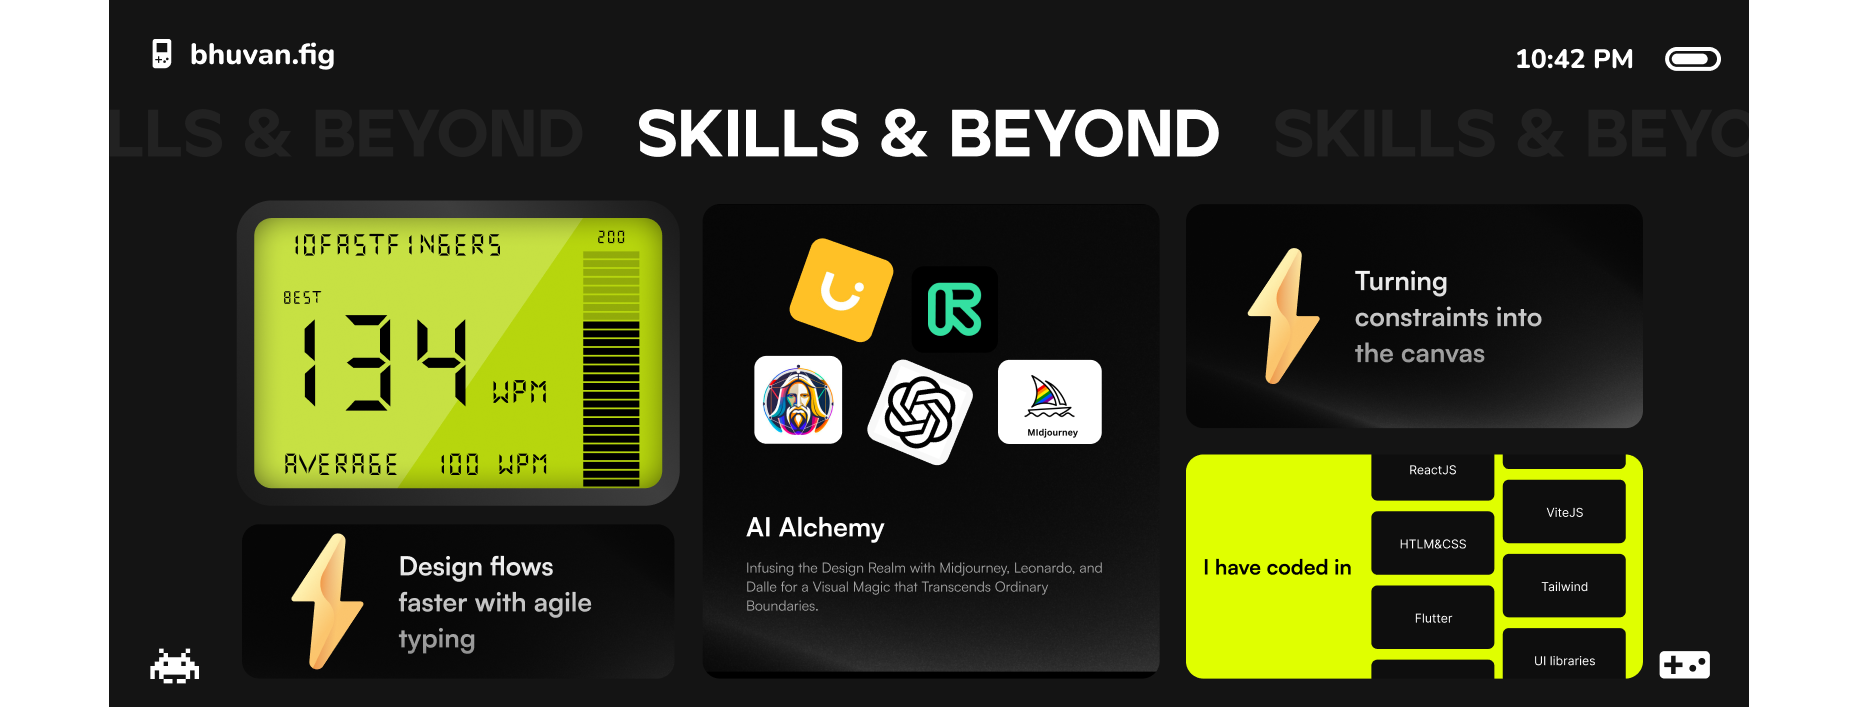 bhuvan.fig
10:42 PM
LLS & BEYOND
SKILLS & BEYOND
SKILLS & BEYO
10FASTFINGERS
200
BEST
134 WPM
AVERAGE 100 WPM
Design flows
faster with agile
typing
MIdjourney
AI Alchemy
Infusing the Design Realm with Midjourney, Leonardo, and
Dalle for a Visual Magic that Transcends Ordinary
Boundaries.
Turning
constraints into
the canvas
I have coded in
ReactJS
HTLM&CSS
Flutter
ViteJS
Tailwind
UI libraries